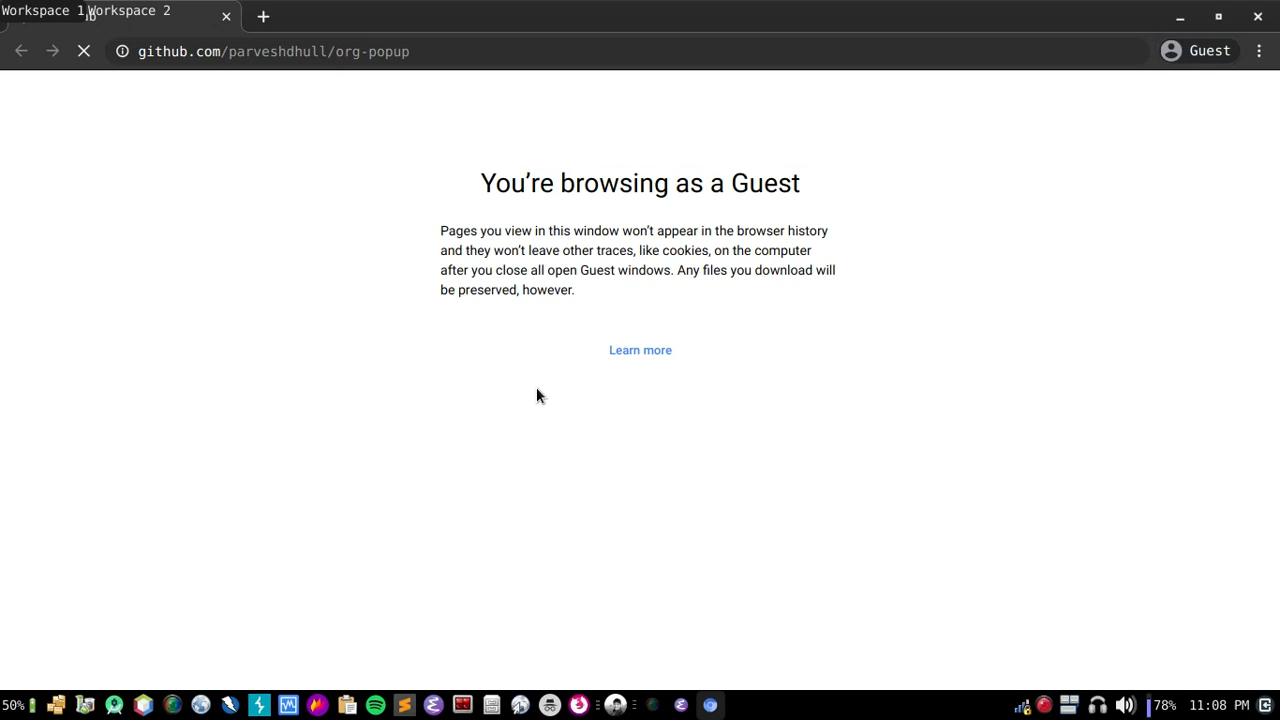 Workspace 1 Workspace 2
github.com/parveshdhull/org-popup
Guest
You're browsing as a Guest
Pages you view in this window won't appear in the browser history
and they won't leave other traces, like cookies, on the computer
after you close all open Guest windows. Any files you download will
be preserved, however.
Learn more
50%
78%
11:08 PM